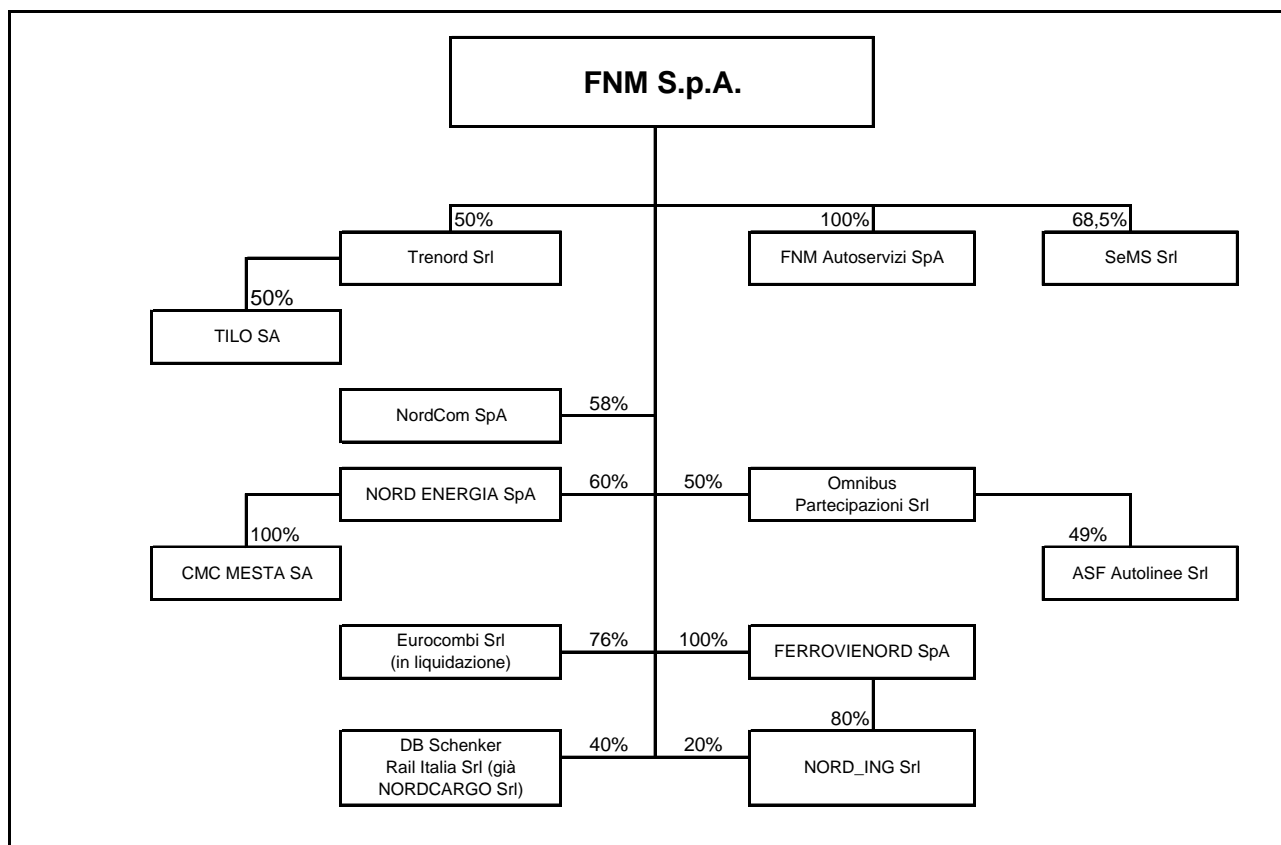 FNM S.p.A.
50%
100%
68,5%
Trenord Srl
FNM Autoservizi SpA
SeMS Srl
50%
TILO SA
NordCom SpA
58%
NORD ENERGIA SpA
60%
50%
Omnibus
Partecipazioni Srl
100%
49%
CMC MESTA SA
ASF Autolinee Srl
Eurocombi Srl
(in liquidazione)
76%
100%
FERROVIENORD SpA
80%
DB Schenker
Rail Italia Srl (già
NORDCARGO Srl)
40%
20%
NORD_ING Srl